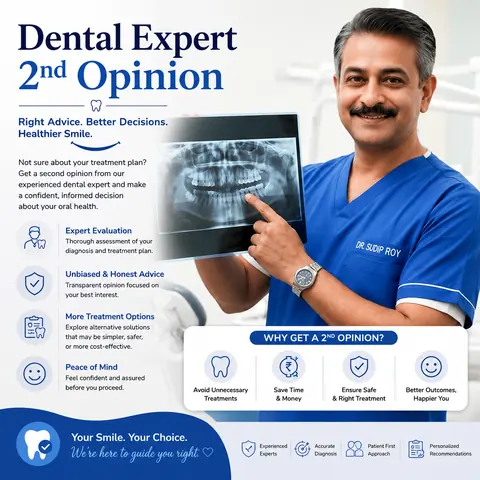 Dental Expert
2nd Opinion
Right Advice. Better Decisions.
Healthier Smile.
Not sure about your treatment plan?
Get a second opinion from our
experienced dental expert and make
a confident, informed decision
about your oral health.
Expert Evaluation
Thorough assessment of your
diagnosis and treatment plan.
Unbiased & Honest Advice
Transparent opinion focused on
your best interest.
More Treatment Options
Explore alternative solutions
that may be simpler, safer,
or more cost-effective.
Peace of Mind
Feel confident and assured
before you proceed.
DR. SUDIP ROY
WHY GET A 2ND OPINION?
Avoid Unnecessary
Treatments
Save Time
& Money
Ensure Safe
& Right Treatment
Better Outcomes,
Happier You
Your Smile. Your Choice.
We're here to guide you right.
Experienced
Experts
Accurate
Diagnosis
Patient First
Approach
Personalized
Recommendations